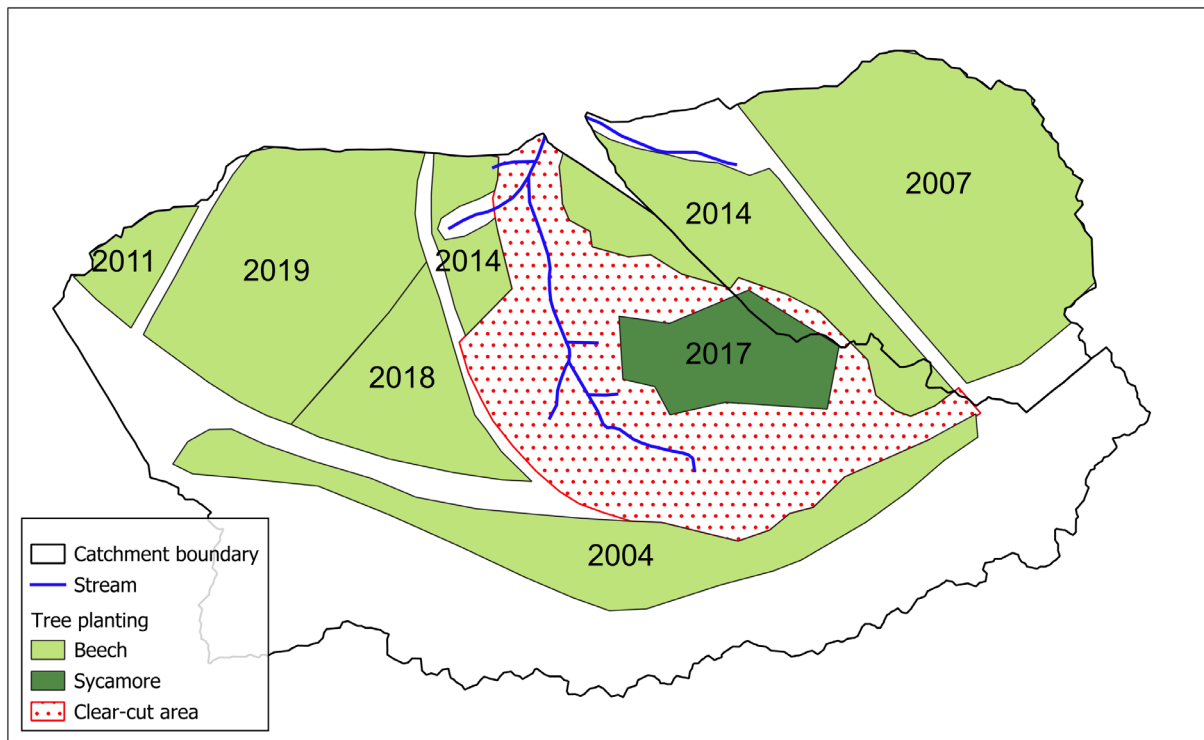 2007
2014
2011
2019
2014
2017
2018
2004
Catchment boundary
Stream
Tree planting
Beech
Sycamore
Clear-cut area